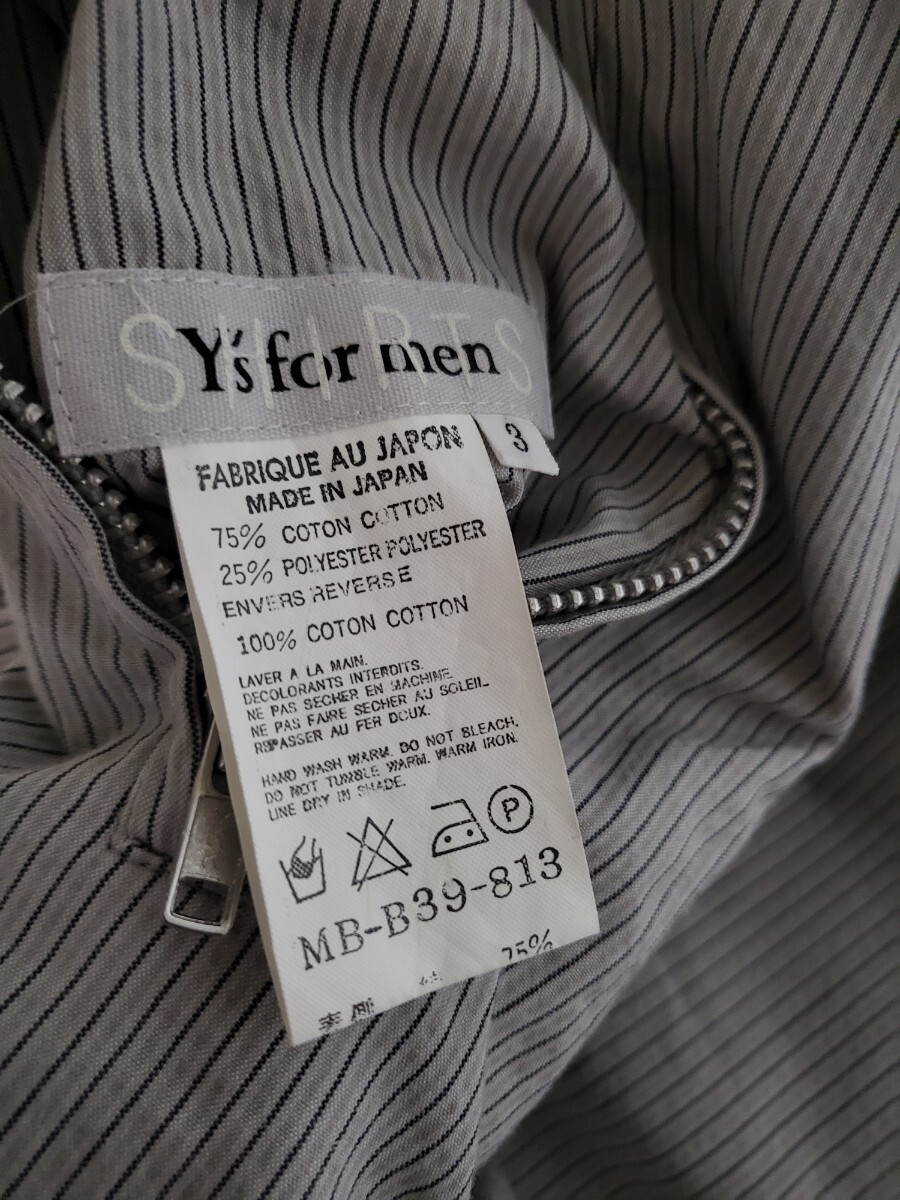 SHIRTS
Y's for men
3
FABRIQUE AU JAPON
MADE IN JAPAN
75% COTON COTTON
25% POLYESTER POLYESTER
ENVERS REVERSE
100% COTON COTTON
LAVER A LA MAIN.
DECOLORANTS INTERDITS.
NE PAS SECHER EN MACHINE
NE PAS FAIRE SECHER AU SOLEIL
REPASSER AU FER DOUX.
HAND WASH WARM. DO NOT BLEACH.
DO NOT TUMBLE WARM. WARM IRON.
LINE DRY IN SHADE.
P
MB-B39-813
75%